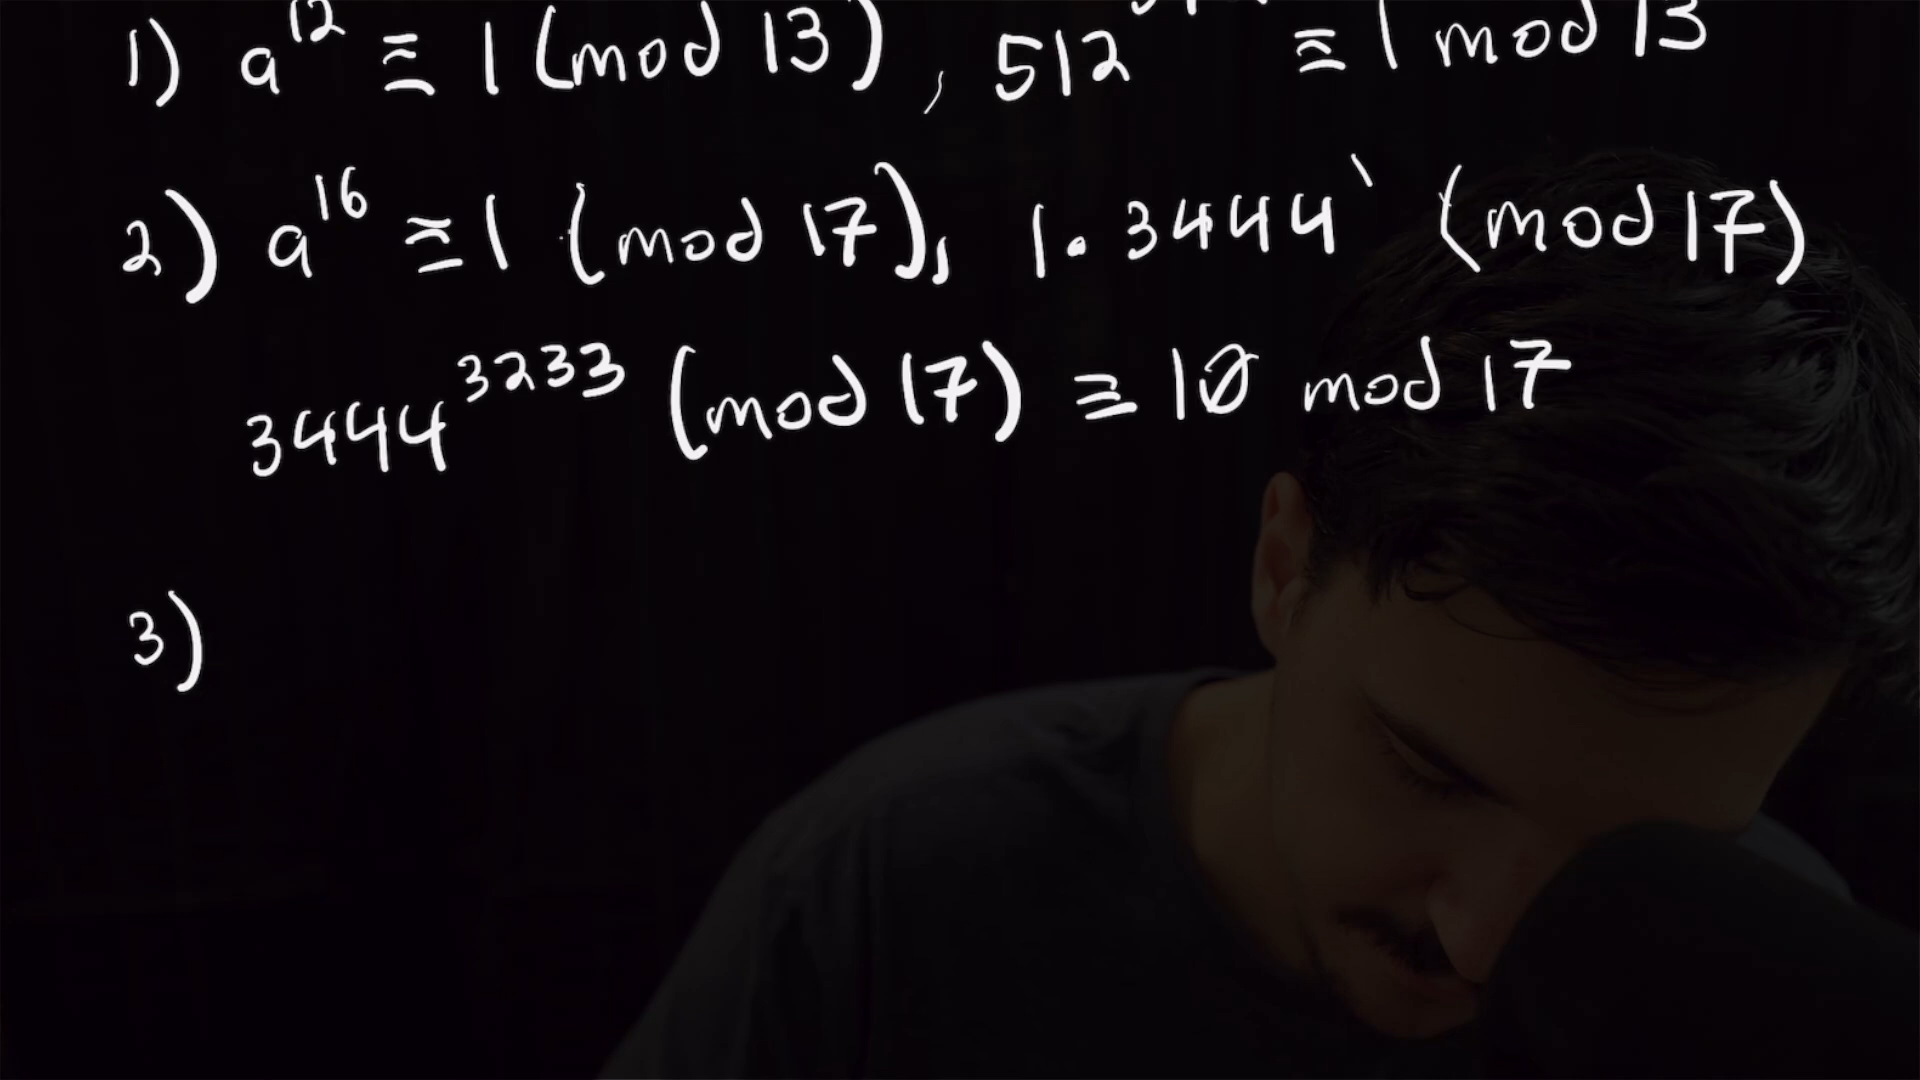 1) a^12 ≡ 1 (mod 13), 512 ≡ 1 mod 13
2) a^16 ≡ 1 (mod 17), 1 · 3444^1 (mod 17)
3444^3233 (mod 17) ≡ 10 mod 17
3)